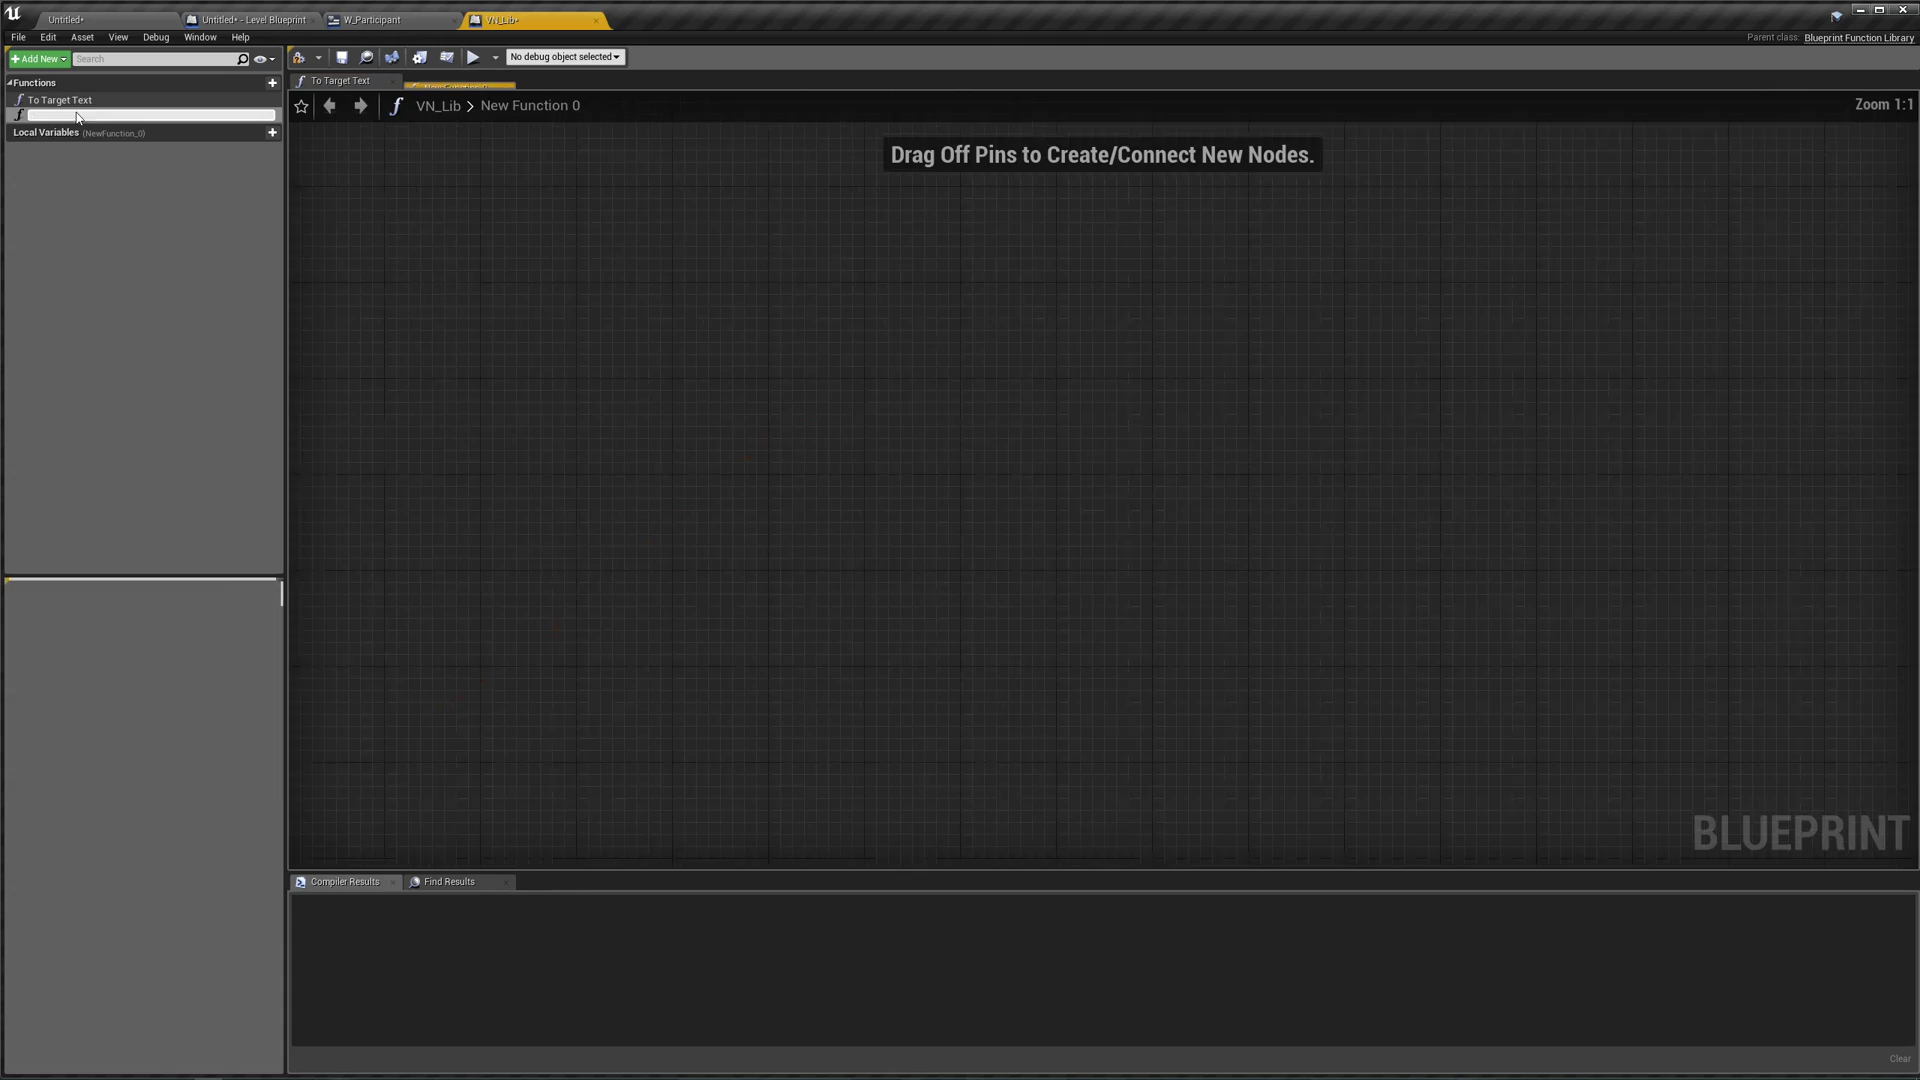 Untitled*
Untitled* - Level Blueprint
W_Participant
VN_Lib*
File
Edit
Asset
View
Debug
Window
Help
Parent class:
Blueprint Function Library
Add New
Search
No debug object selected
Functions
To Target Text
Local Variables (NewFunction_0)
To Target Text
VN_Lib > New Function 0
Zoom 1:1
Drag Off Pins to Create/Connect New Nodes.
BLUEPRINT
Compiler Results
Find Results
Clear